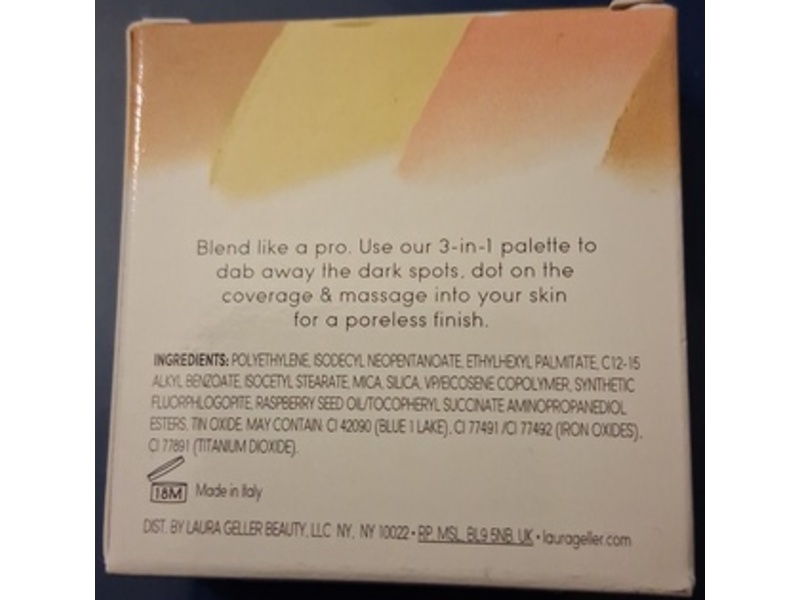 Blend like a pro. Use our 3-in-1 palette to
dab away the dark spots, dot on the
coverage & massage into your skin
for a poreless finish.
INGREDIENTS: POLYETHYLENE, ISODECYL NEOPENTANOATE, ETHYLHEXYL PALMITATE, C12-15
ALKYL BENZOATE, ISOCETYL STEARATE, MICA, SILICA, VP/EICOSENE COPOLYMER, SYNTHETIC
FLUORPHLOGOPITE, RASPBERRY SEED OIL/TOCOPHERYL SUCCINATE AMINOPROPANEDIOL
ESTERS, TIN OXIDE. MAY CONTAIN: CI 42090 (BLUE 1 LAKE), CI 77491 /CI 77492 (IRON OXIDES),
CI 77891 (TITANIUM DIOXIDE).
18M Made in Italy
DIST. BY LAURA GELLER BEAUTY, LLC NY, NY 10022 • RP, MSL, BL9 5NB, UK • laurageller.com